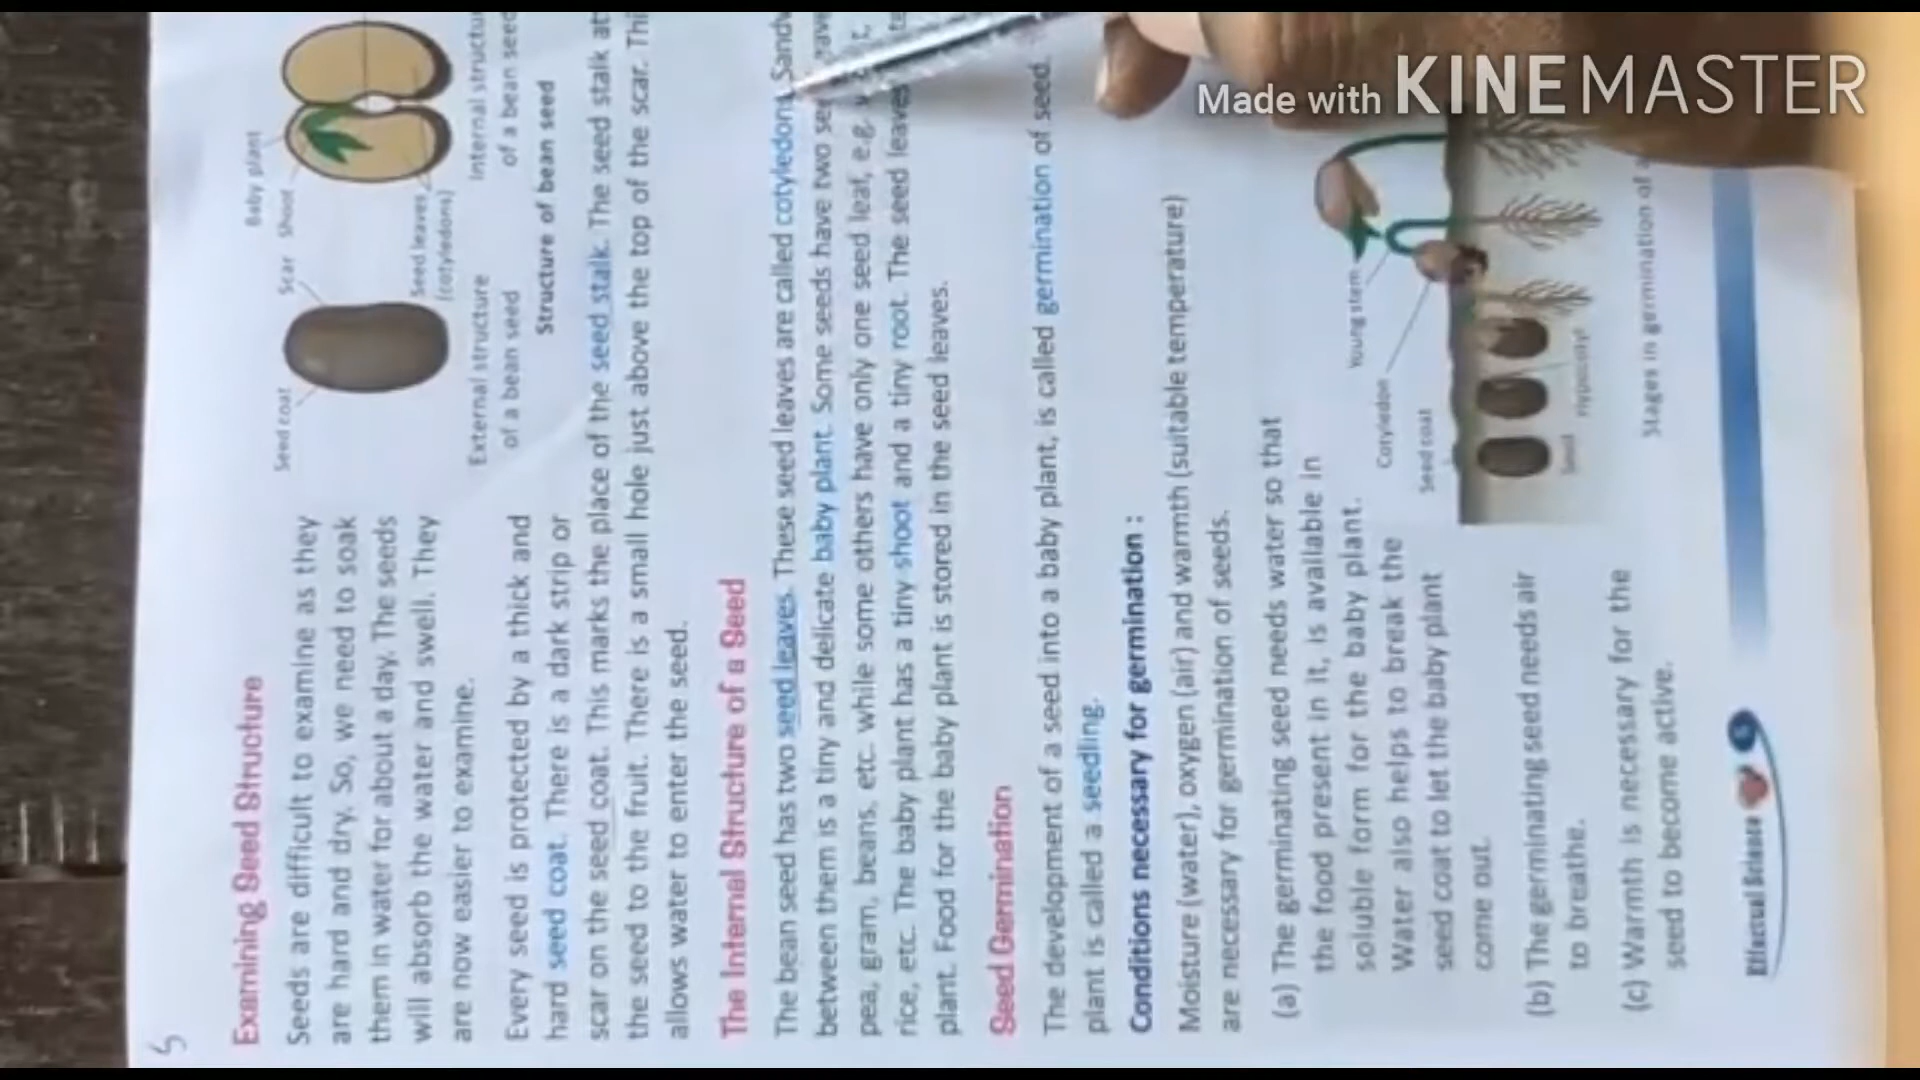 5
Examining Seed Structure
Seeds are difficult to examine as they
are hard and dry. So, we need to soak
them in water for about a day. The seeds
will absorb the water and swell. They
are now easier to examine.
Every seed is protected by a thick and
hard seed coat. There is a dark strip or
scar on the seed coat. This marks the place of the seed stalk. The seed stalk
the seed to the fruit. There is a small hole just above the top of the scar.
allows water to enter the seed.
Seed coat
Scar
External structure
of a bean seed
Baby plant
Shoot
Seed leaves
(cotyledons)
Internal
of a bean seed
Structure of bean seed
The Internal Structure of a Seed
The bean seed has two seed leaves. These seed leaves are called cotyledons.
between them is a tiny and delicate baby plant. Some seeds have two
pea, gram, beans, etc. while some others have only one seed leaf, e.g.
rice, etc. The baby plant has a tiny shoot and a tiny root. The seed leaves
plant. Food for the baby plant is stored in the seed leaves.
Seed Germination
The development of a seed into a baby plant, is called germination of seed.
plant is called a seedling.
Conditions necessary for germination :
Moisture (water), oxygen (air) and warmth (suitable temperature)
are necessary for germination of seeds.
(a) The germinating seed needs water so that
the food present in it, is available in
soluble form for the baby plant.
Water also helps to break the
seed coat to let the baby plant
come out.
(b) The germinating seed needs air
to breathe.
(c) Warmth is necessary for the
seed to become active.
Young stem
Cotyledon
Seed coat
Seed
Hypocotyl
Stages in germination of
Effectual Science
5
Made with KINEMASTER